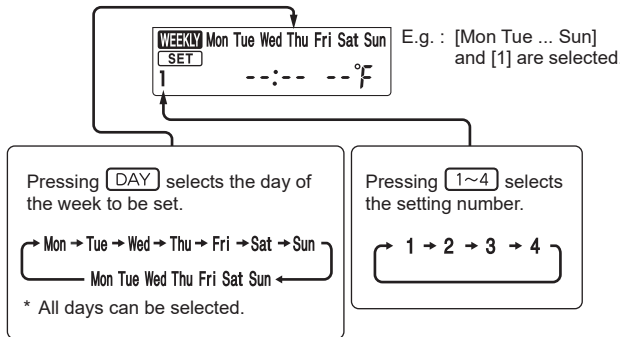 WEEKLY Mon Tue Wed Thu Fri Sat Sun
SET
1 --:-- --°F
E.g. : [Mon Tue ... Sun]
and [1] are selected
Pressing DAY selects the day of
the week to be set.
Mon → Tue → Wed → Thu → Fri → Sat → Sun
Mon Tue Wed Thu Fri Sat Sun
* All days can be selected.
Pressing 1~4 selects
the setting number.
1 → 2 → 3 → 4